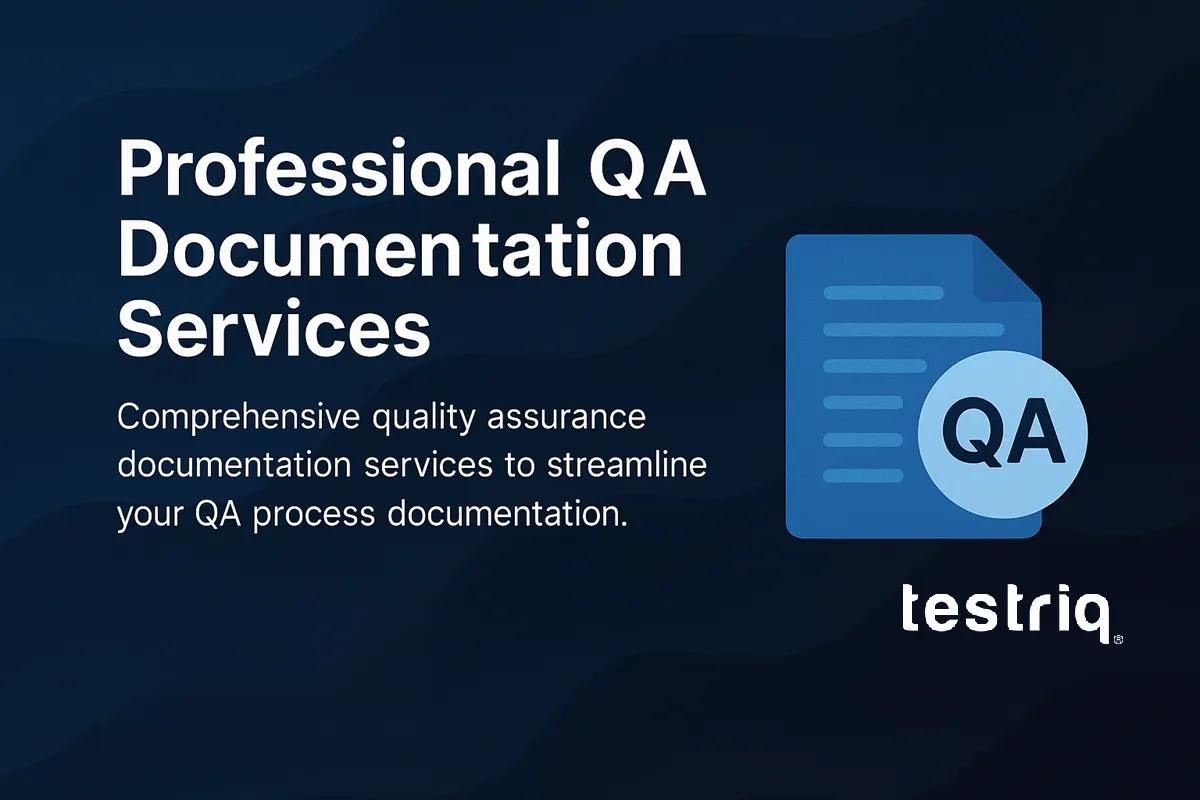 Professional QA
Documentation
Services
Comprehensive quality assurance
documentation services to streamline
your QA process documentation.
QA
testriq®